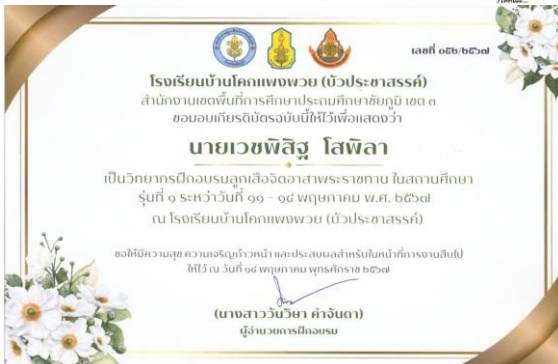 เลขที่ ๐๕๒/๒๕๖๗
โรงเรียนบ้านโคกแพงพวย (บัวประชาสรรค์)
สำนักงานเขตพื้นที่การศึกษาประถมศึกษาชัยภูมิ เขต ๓
ขอมอบเกียรติบัตรฉบับนี้ให้ไว้เพื่อแสดงว่า
นายเวชพิสิฐ โสพิลา
เป็นวิทยากรฝึกอบรมลูกเสือจิตอาสาพระราชทาน ในสถานศึกษา
รุ่นที่ ๑ ระหว่างวันที่ ๑๑ - ๑๔ พฤษภาคม พ.ศ. ๒๕๖๗
ณ โรงเรียนบ้านโคกแพงพวย (บัวประชาสรรค์)
ขอให้มีความสุข ความเจริญก้าวหน้า และประสบผลสำหรับในหน้าที่การงานสืบไป
ให้ไว้ ณ วันที่ ๑๔ พฤษภาคม พุทธศักราช ๒๕๖๗
(นางสาววันวิษา คำจันดา)
ผู้อำนวยการฝึกอบรม